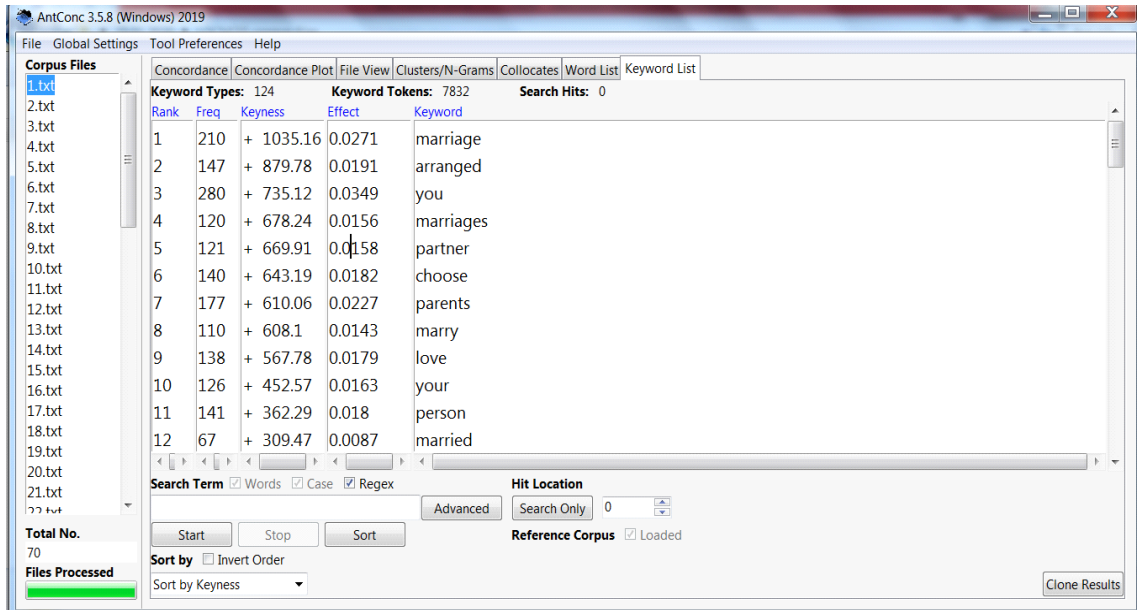 AntConc 3.5.8 (Windows) 2019
File Global Settings Tool Preferences Help
Corpus Files
1.txt
2.txt
3.txt
4.txt
5.txt
6.txt
7.txt
8.txt
9.txt
10.txt
11.txt
12.txt
13.txt
14.txt
15.txt
16.txt
17.txt
18.txt
19.txt
20.txt
21.txt
22.txt
Total No.
70
Files Processed
Concordance Concordance Plot File View Clusters/N-Grams Collocates Word List Keyword List
Keyword Types: 124 Keyword Tokens: 7832 Search Hits: 0
Rank Freq Keyness Effect Keyword
1 210 + 1035.16 0.0271 marriage
2 147 + 879.78 0.0191 arranged
3 280 + 735.12 0.0349 you
4 120 + 678.24 0.0156 marriages
5 121 + 669.91 0.0158 partner
6 140 + 643.19 0.0182 choose
7 177 + 610.06 0.0227 parents
8 110 + 608.1 0.0143 marry
9 138 + 567.78 0.0179 love
10 126 + 452.57 0.0163 your
11 141 + 362.29 0.018 person
12 67 + 309.47 0.0087 married
Search Term Words Case Regex Hit Location
Advanced Search Only 0
Start Stop Sort Reference Corpus Loaded
Sort by Invert Order
Sort by Keyness Clone Results